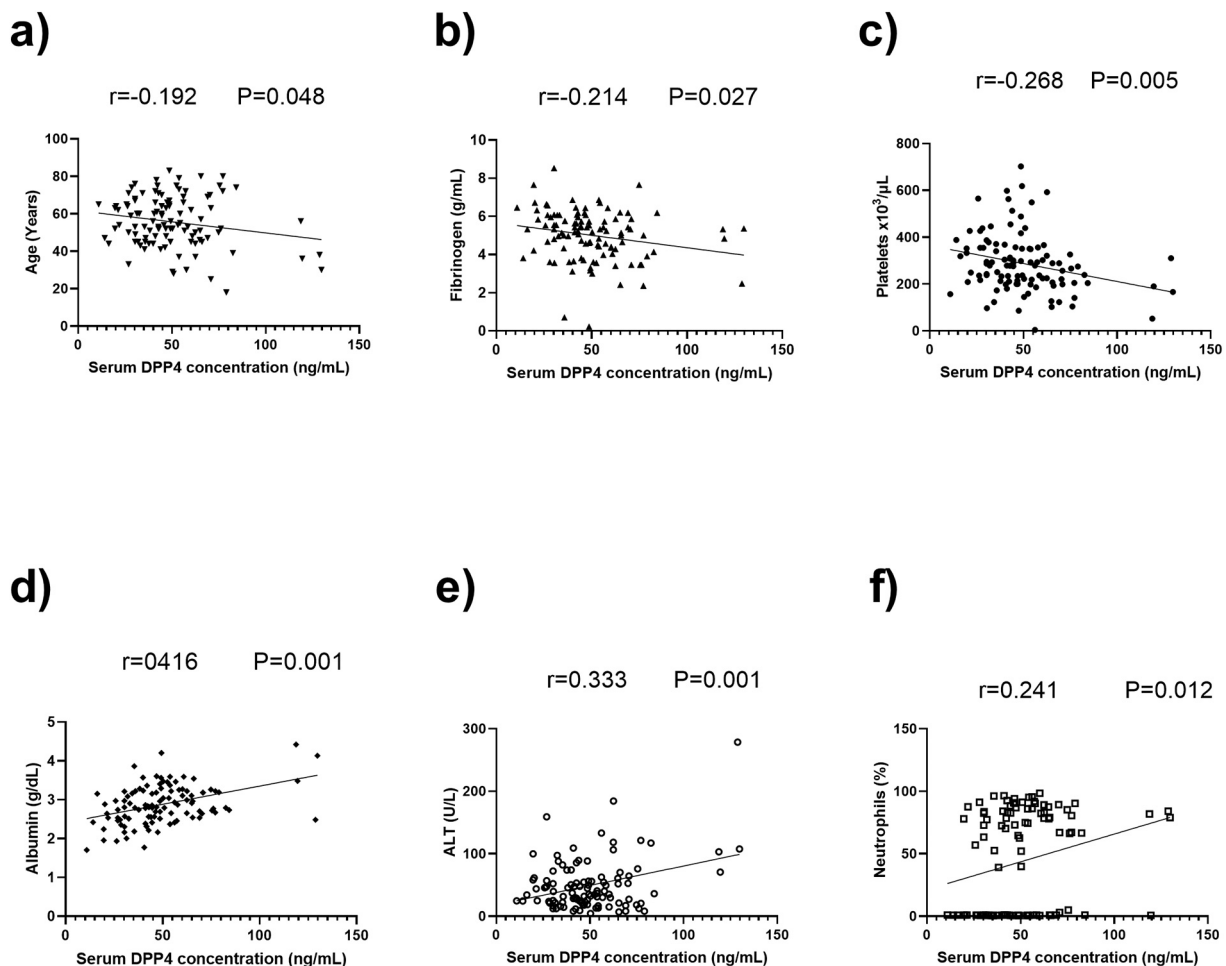 a)
r=-0.192 P=0.048
Age (Years)
100
80
60
40
20
0
0 50 100 150
Serum DPP4 concentration (ng/mL)
b)
r=-0.214 P=0.027
Fibrinogen (g/mL)
10
8
6
4
2
0
0 50 100 150
Serum DPP4 concentration (ng/mL)
c)
r=-0.268 P=0.005
Platelets x10³/µL
800
600
400
200
0
0 50 100 150
Serum DPP4 concentration (ng/mL)
d)
r=0416 P=0.001
Albumin (g/dL)
5
4
3
2
1
0
0 50 100 150
Serum DPP4 concentration (ng/mL)
e)
r=0.333 P=0.001
ALT (U/L)
300
200
100
0
0 50 100 150
Serum DPP4 concentration (ng/mL)
f)
r=0.241 P=0.012
Neutrophils (%)
150
100
50
0
0 50 100 150
Serum DPP4 concentration (ng/mL)